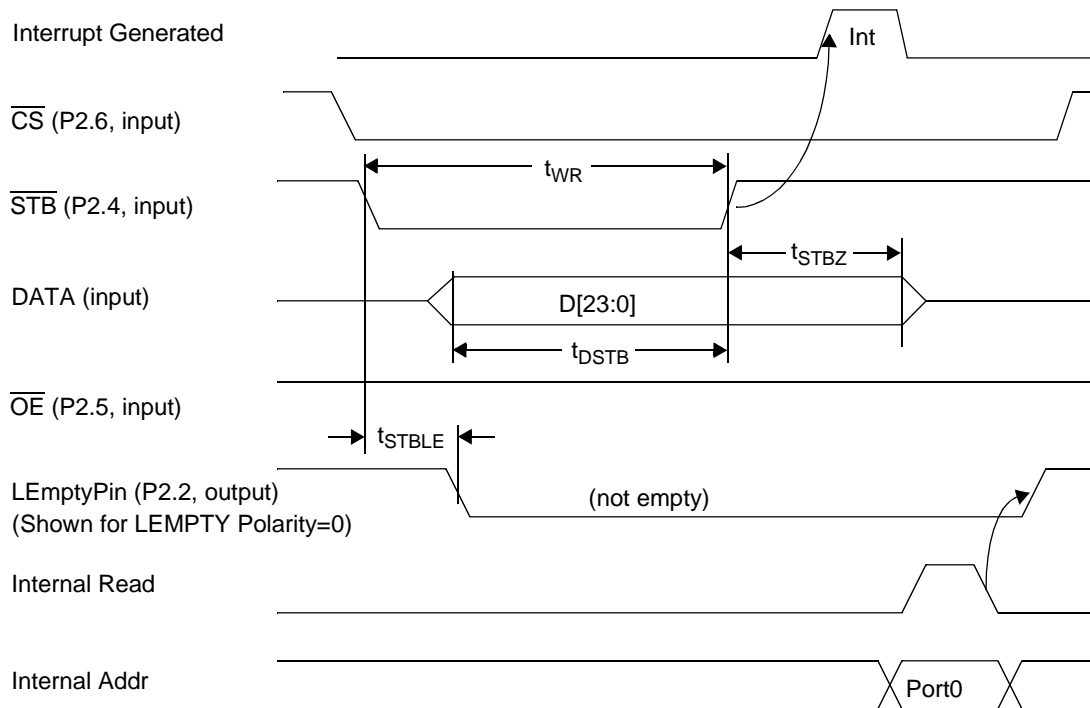 Interrupt Generated
Int
CS (P2.6, input)
tWR
STB (P2.4, input)
tSTBZ
DATA (input)
D[23:0]
tDSTB
OE (P2.5, input)
tSTBLE
LEmptyPin (P2.2, output)
(not empty)
(Shown for LEMPTY Polarity=0)
Internal Read
Internal Addr
Port0